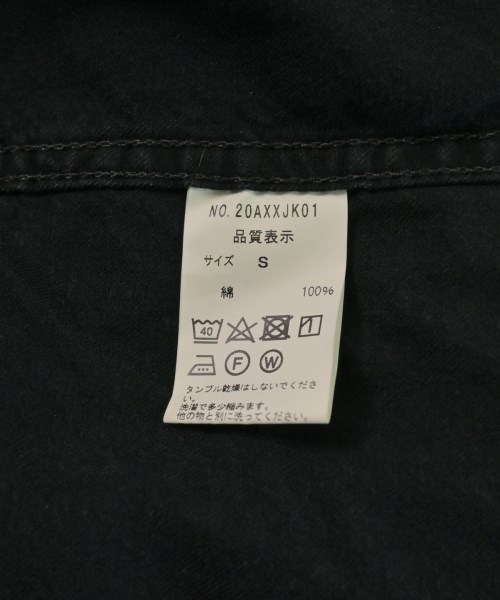 NO. 20AXXJK01
品質表示
サイズ S
綿 100%
40
F W
タンブル乾燥はしないでくださ
い。
洗濯で多少縮みます。
他の物と別に洗ってください。